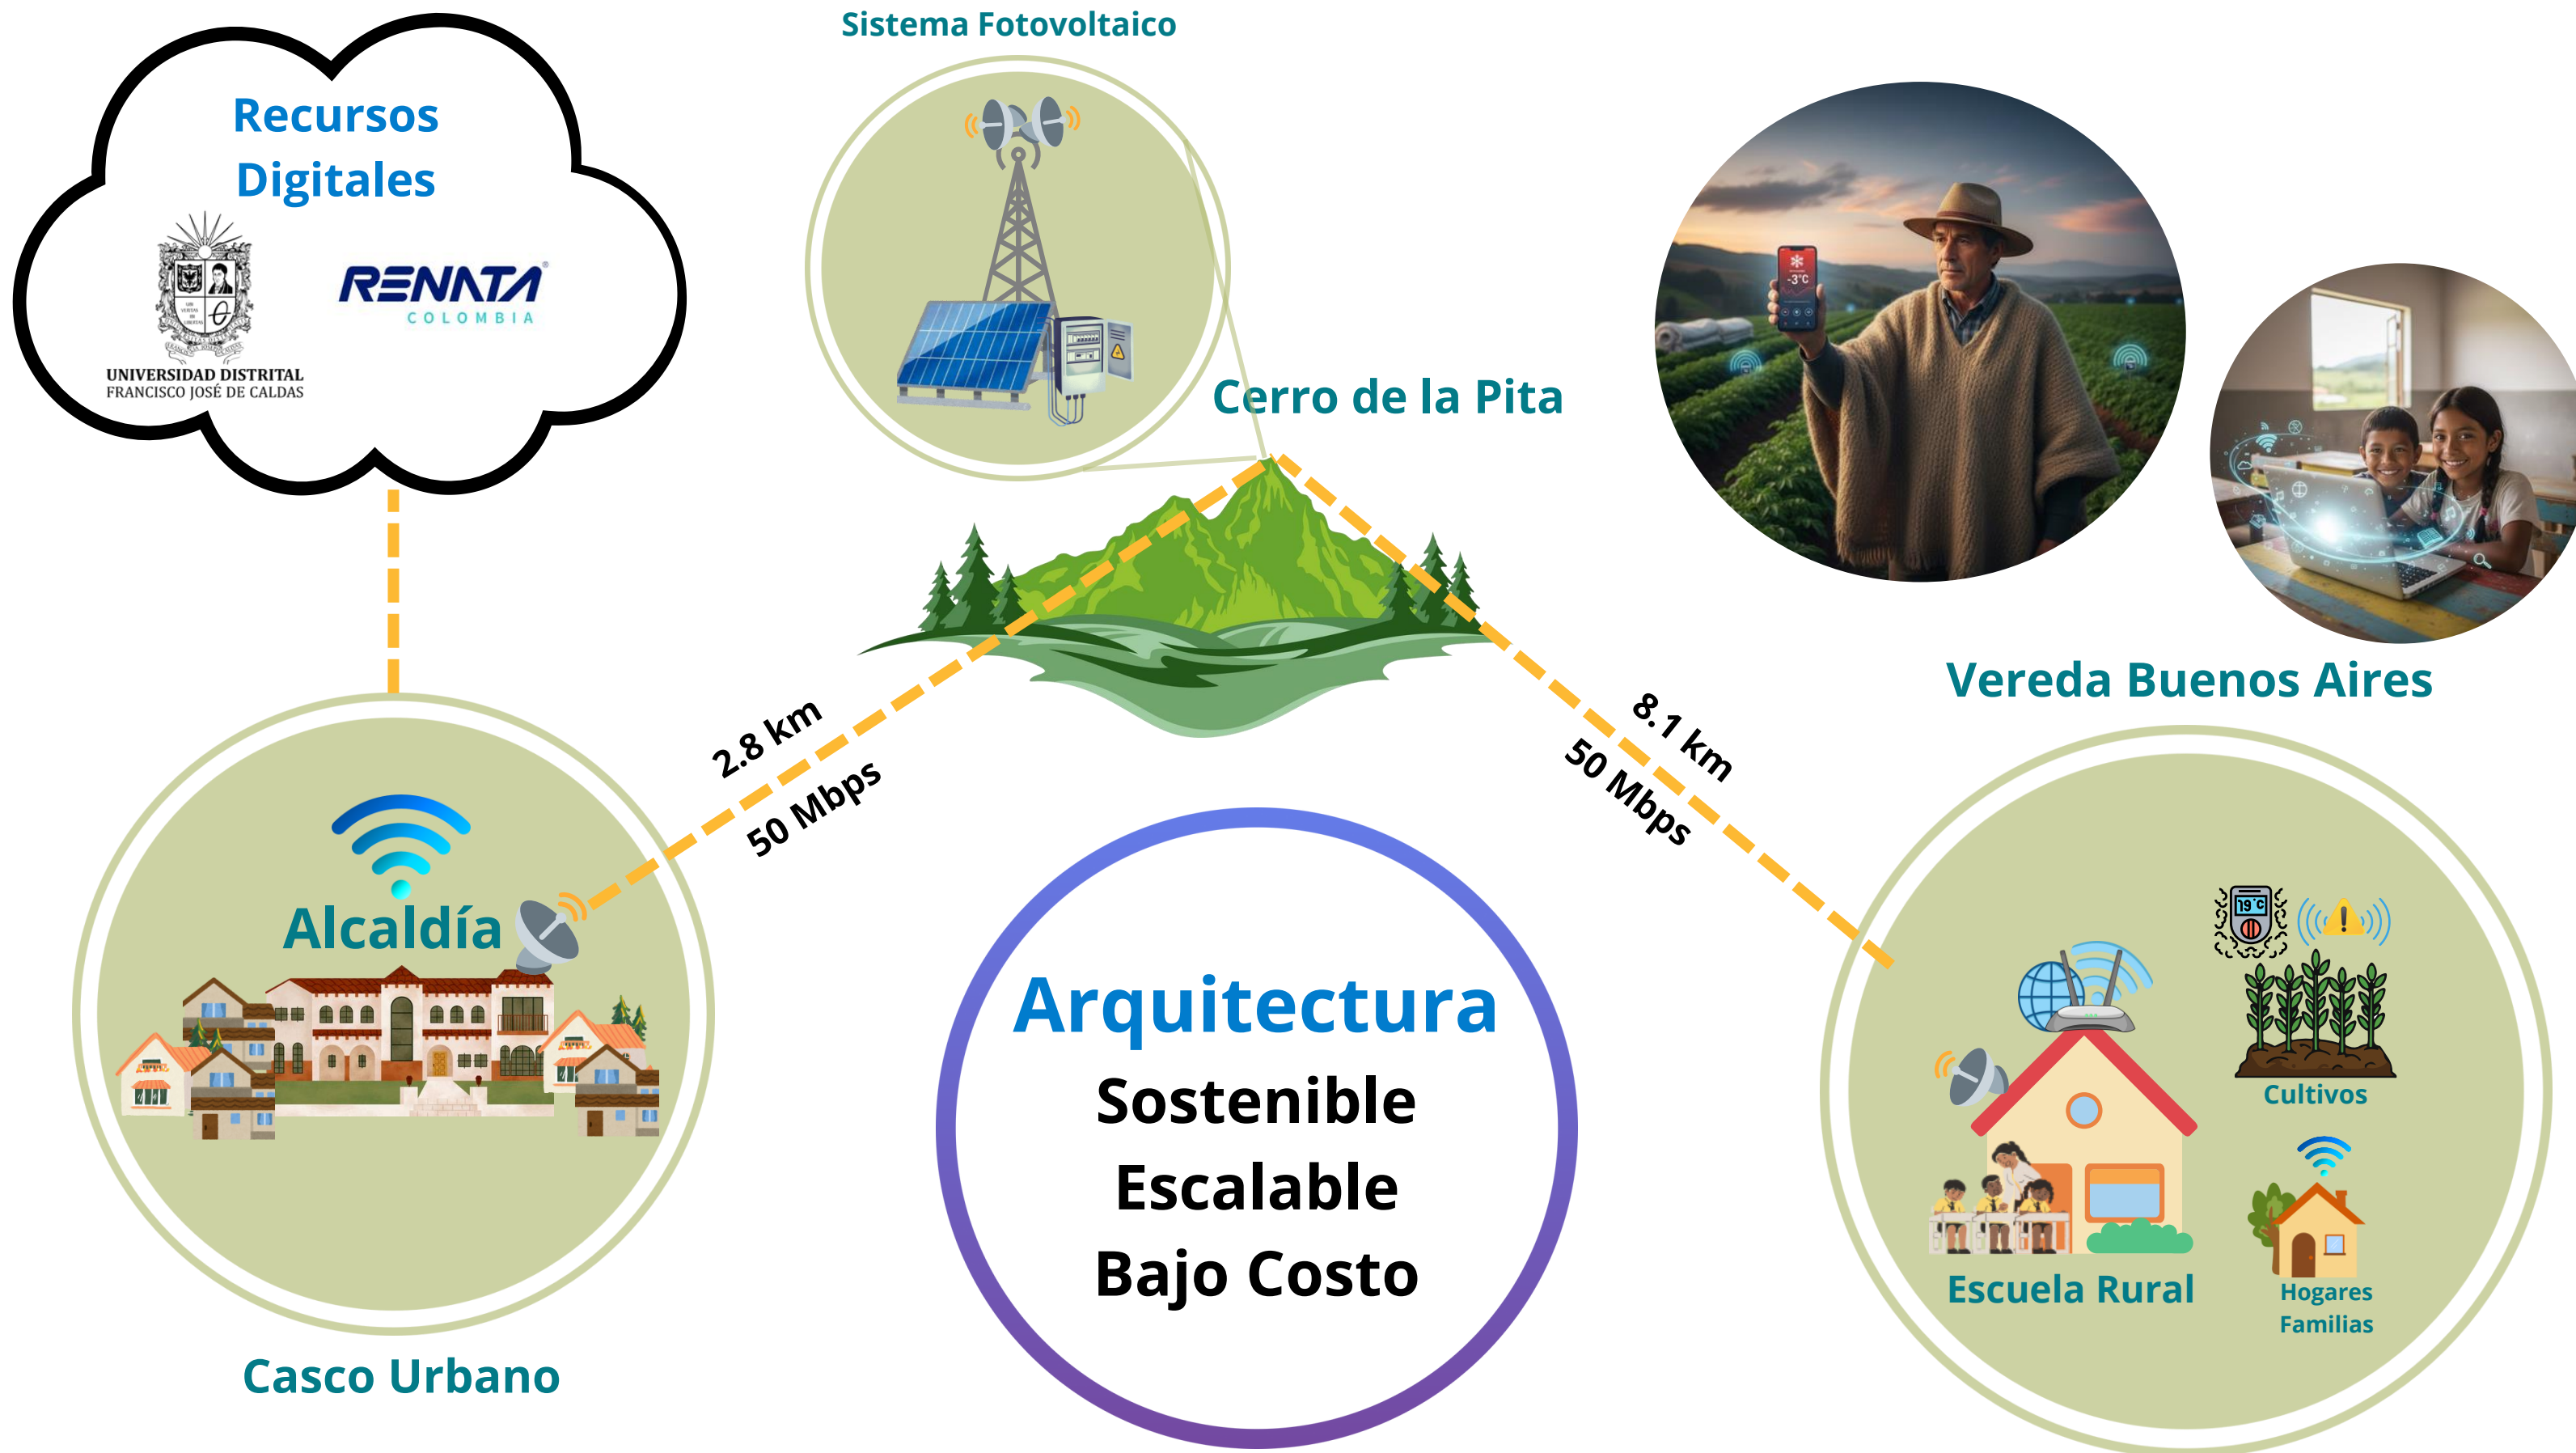 Sistema Fotovoltaico
Recursos
Digitales
RENATA®
COLOMBIA
UNIVERSIDAD DISTRITAL
FRANCISCO JOSÉ DE CALDAS
-3°C
Cerro de la Pita
Vereda Buenos Aires
2.8 km
50 Mbps
8.1 km
50 Mbps
Alcaldía
Casco Urbano
Arquitectura
Sostenible
Escalable
Bajo Costo
19°C
Cultivos
Escuela Rural
Hogares
Familias